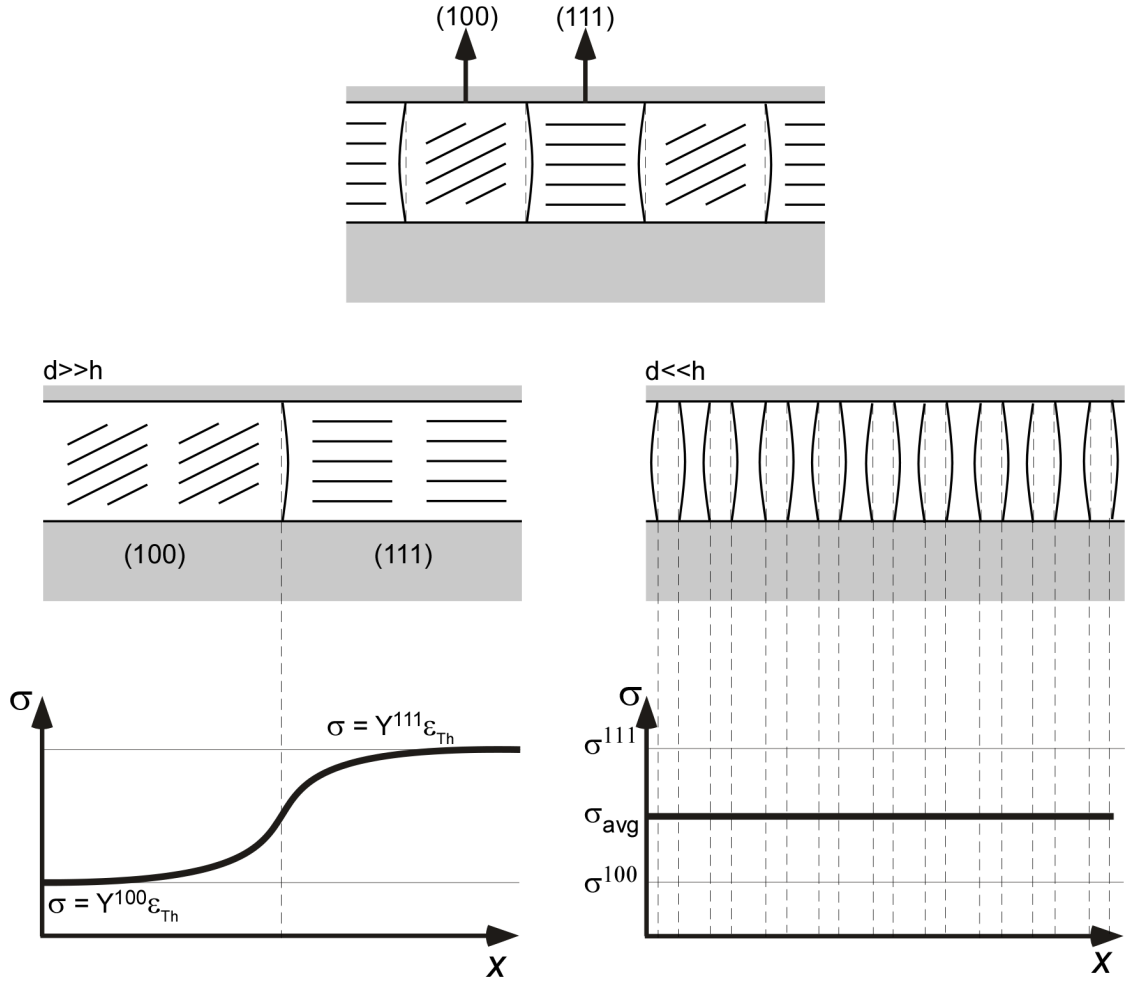 (100) (111)
d>>h
d<<h
(100) (111)
σ
σ = Y¹¹¹ε_Th
σ = Y¹⁰⁰ε_Th
x
σ
σ¹¹¹
σ_avg
σ¹⁰⁰
x